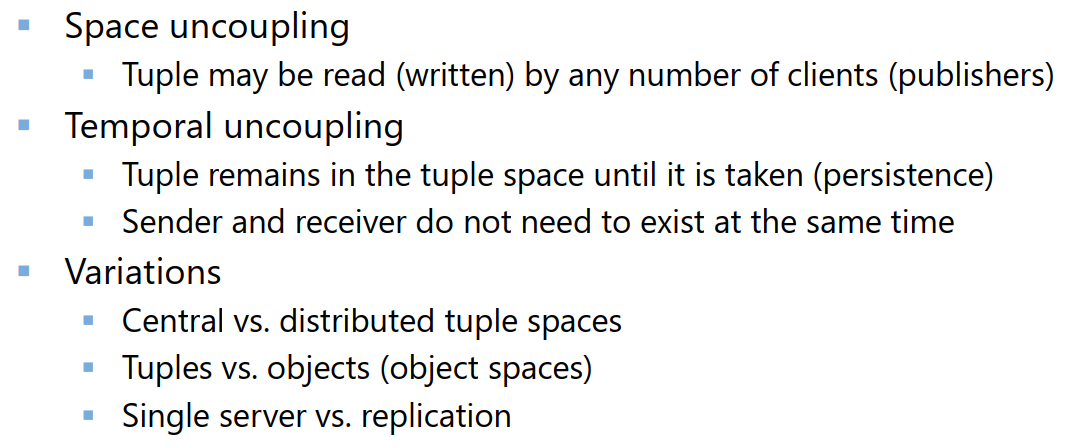 Space uncoupling
Tuple may be read (written) by any number of clients (publishers)
Temporal uncoupling
Tuple remains in the tuple space until it is taken (persistence)
Sender and receiver do not need to exist at the same time
Variations
Central vs. distributed tuple spaces
Tuples vs. objects (object spaces)
Single server vs. replication